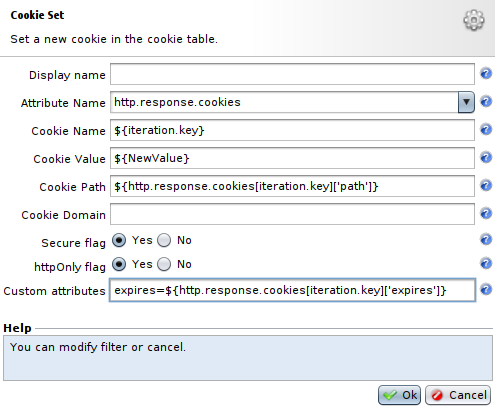 Cookie Set
Set a new cookie in the cookie table.
Display name
Attribute Name http.response.cookies
Cookie Name ${iteration.key}
Cookie Value ${NewValue}
Cookie Path ${http.response.cookies[iteration.key]['path']}
Cookie Domain
Secure flag Yes No
httpOnly flag Yes No
Custom attributes expires=${http.response.cookies[iteration.key]['expires']}
Help
You can modify filter or cancel.
Ok Cancel